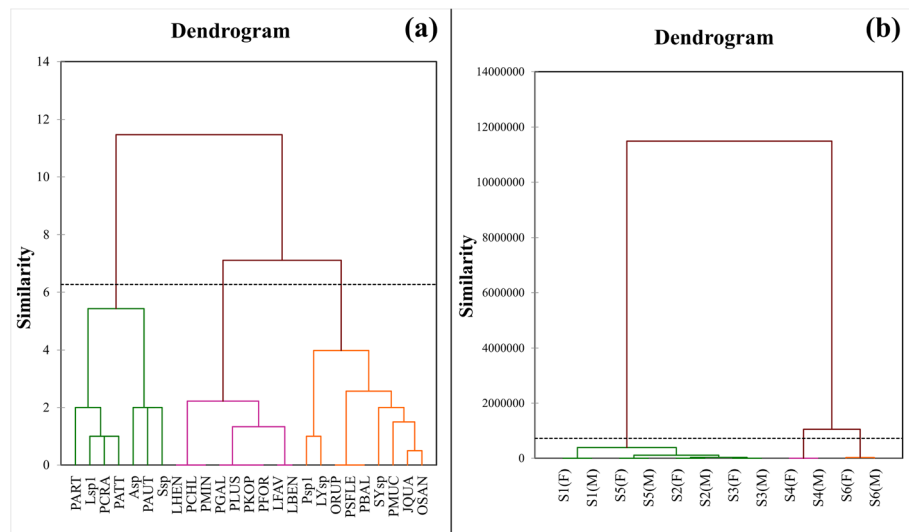 Dendrogram
(a)
14
12
10
8
6
4
2
0
Similarity
PART
Lsp1
PCRA
PATT
Asp
PAUT
Ssp
LHEN
PCHL
PMIN
PGAL
PLUS
PKOP
PFOR
LFAV
LBEN
Psp1
LYsp
ORUP
PSFLE
PBAL
SYsp
PMUC
JQUA
OSAN
Dendrogram
(b)
14000000
12000000
10000000
8000000
6000000
4000000
2000000
0
Similarity
S1(F)
S1(M)
S5(F)
S5(M)
S2(F)
S2(M)
S3(F)
S3(M)
S4(F)
S4(M)
S6(F)
S6(M)